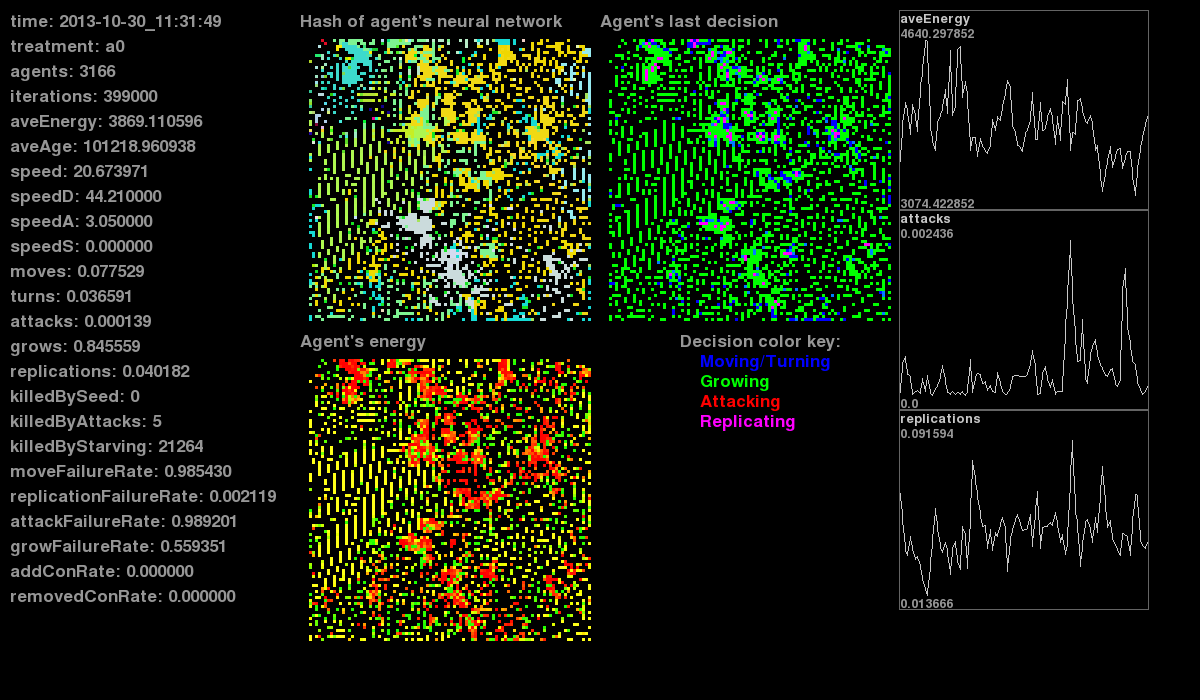 time: 2013-10-30_11:31:49
treatment: a0
agents: 3166
iterations: 399000
aveEnergy: 3869.110596
aveAge: 101218.960938
speed: 20.673971
speedD: 44.210000
speedA: 3.050000
speedS: 0.000000
moves: 0.077529
turns: 0.036591
attacks: 0.000139
grows: 0.845559
replications: 0.040182
killedBySeed: 0
killedByAttacks: 5
killedByStarving: 21264
moveFailureRate: 0.985430
replicationFailureRate: 0.002119
attackFailureRate: 0.989201
growFailureRate: 0.559351
addConRate: 0.000000
removedConRate: 0.000000
Hash of agent's neural network
Agent's last decision
Agent's energy
Decision color key:
Moving/Turning
Growing
Attacking
Replicating
aveEnergy
4640.297852
3074.422852
attacks
0.002436
0.0
replications
0.091594
0.013666